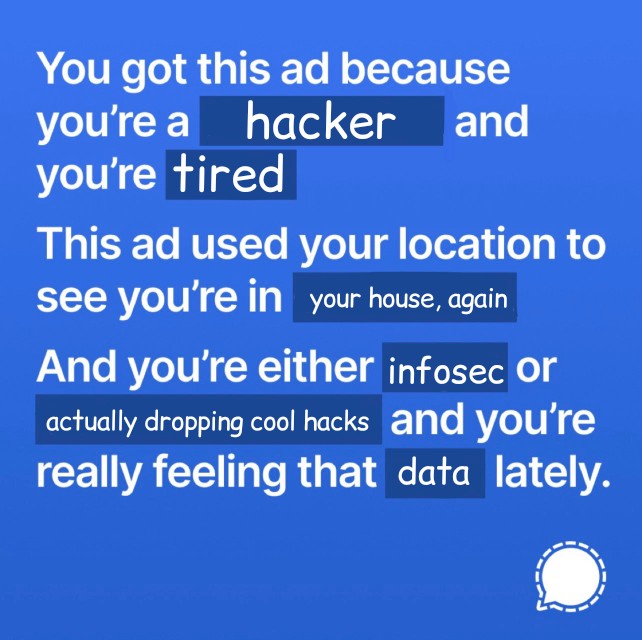 You got this ad because
you’re a hacker and
you’re tired
This ad used your location to
see you’re in your house, again
And you’re either infosec or
actually dropping cool hacks and you’re
really feeling that data lately.